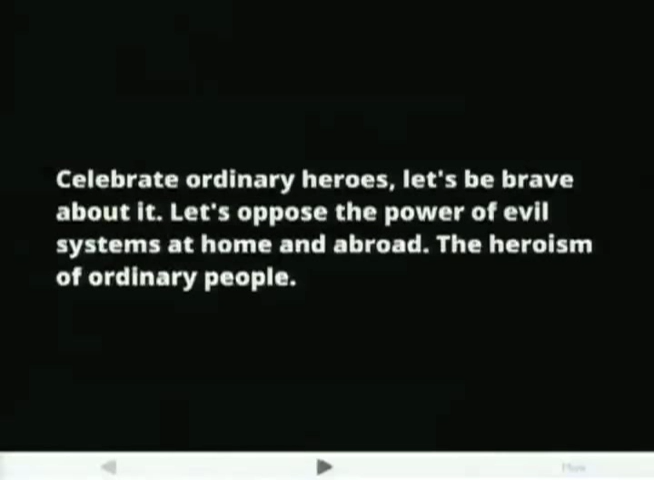 Celebrate ordinary heroes, let's be brave
about it. Let's oppose the power of evil
systems at home and abroad. The heroism
of ordinary people.